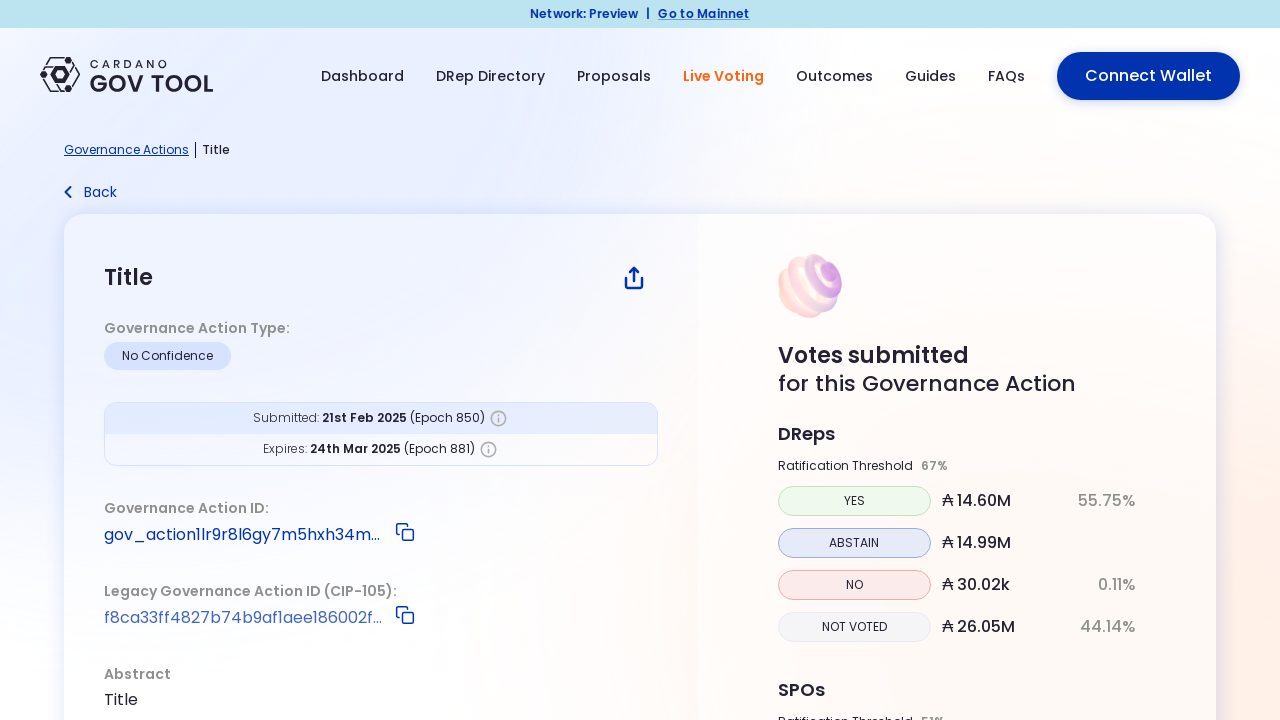 Network: Preview | Go to Mainnet
CARDANO
GOV TOOL
Dashboard
DRep Directory
Proposals
Live Voting
Outcomes
Guides
FAQs
Connect Wallet
Governance Actions | Title
Back
Title
Governance Action Type:
No Confidence
Submitted: 21st Feb 2025 (Epoch 850)
Expires: 24th Mar 2025 (Epoch 881)
Governance Action ID:
gov_action1lr9r8l6gy7m5hxh34m...
Legacy Governance Action ID (CIP-105):
f8ca33ff4827b74b9af1aee186002f...
Abstract
Title
Votes submitted
for this Governance Action
DReps
Ratification Threshold 67%
YES ₳ 14.60M 55.75%
ABSTAIN ₳ 14.99M
NO ₳ 30.02k 0.11%
NOT VOTED ₳ 26.05M 44.14%
SPOs
Ratification Threshold 51%